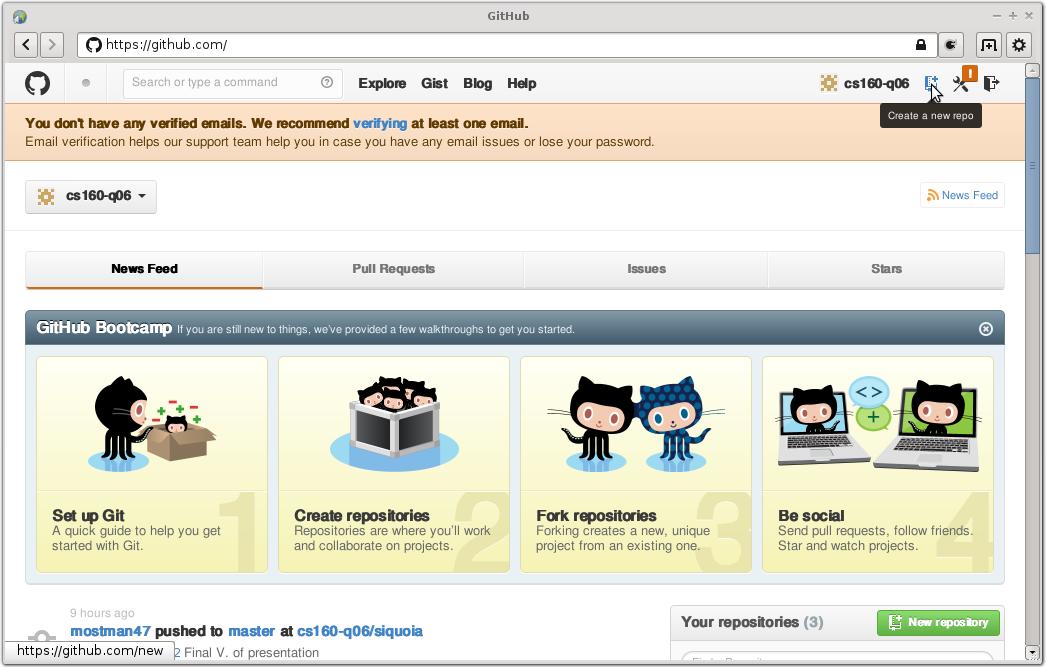 GitHub
https://github.com/
Search or type a command
Explore Gist Blog Help
cs160-q06
Create a new repo
You don't have any verified emails. We recommend verifying at least one email.
Email verification helps our support team help you in case you have any email issues or lose your password.
cs160-q06
News Feed
News Feed Pull Requests Issues Stars
GitHub Bootcamp If you are still new to things, we've provided a few walkthroughs to get you started.
1
Set up Git
A quick guide to help you get
started with Git.
2
Create repositories
Repositories are where you'll work
and collaborate on projects.
3
Fork repositories
Forking creates a new, unique
project from an existing one.
4
Be social
Send pull requests, follow friends.
Star and watch projects.
9 hours ago
mostman47 pushed to master at cs160-q06/siquoia
2 Final V. of presentation
Your repositories (3)
New repository
https://github.com/new